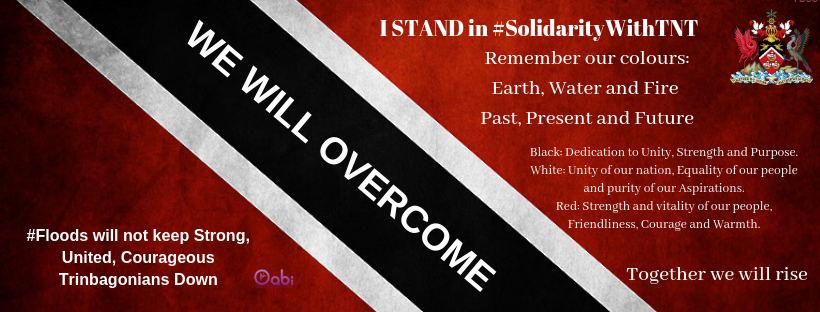 I STAND in #SolidarityWithTNT
Remember our colours:
Earth, Water and Fire
Past, Present and Future
WE WILL OVERCOME
Black: Dedication to Unity, Strength and Purpose.
White: Unity of our nation, Equality of our people
and purity of our Aspirations.
Red: Strength and vitality of our people,
Friendliness, Courage and Warmth.
#Floods will not keep Strong,
United, Courageous
Trinbagonians Down
Together we will rise